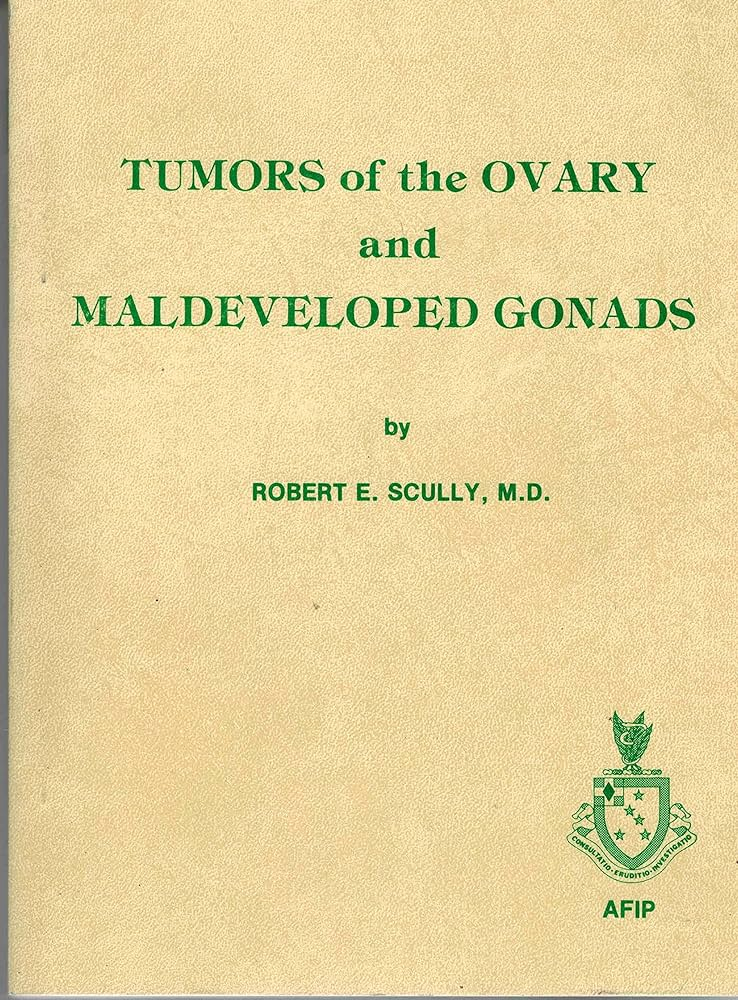 TUMORS of the OVARY
and
MALDEVELOPED GONADS
by
ROBERT E. SCULLY, M.D.
CONSULTATIO · ERUDITIO · INVESTIGATIO
AFIP